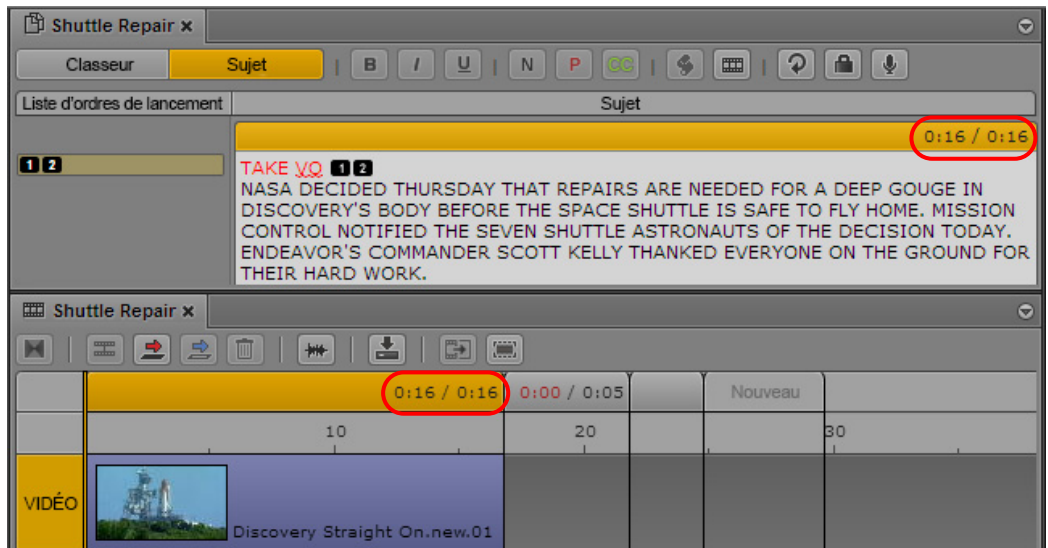 Shuttle Repair ×
Classeur Sujet | B I U | N P CC | |
Liste d'ordres de lancement Sujet
0:16 / 0:16
1 2 TAKE VO 1 2
NASA DECIDED THURSDAY THAT REPAIRS ARE NEEDED FOR A DEEP GOUGE IN
DISCOVERY'S BODY BEFORE THE SPACE SHUTTLE IS SAFE TO FLY HOME. MISSION
CONTROL NOTIFIED THE SEVEN SHUTTLE ASTRONAUTS OF THE DECISION TODAY.
ENDEAVOR'S COMMANDER SCOTT KELLY THANKED EVERYONE ON THE GROUND FOR
THEIR HARD WORK.
Shuttle Repair ×
0:16 / 0:16 0:00 / 0:05 Nouveau
10 20 30
VIDÉO
Discovery Straight On.new.01